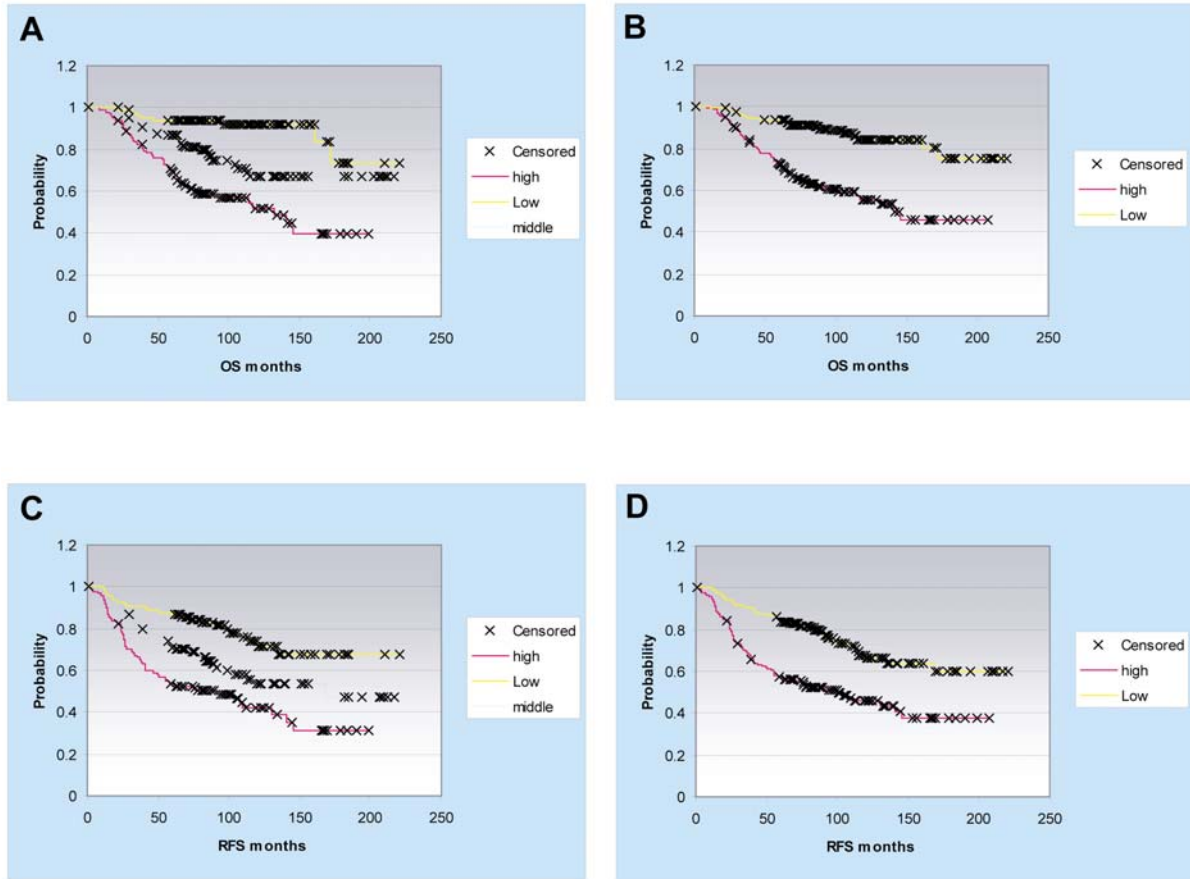 A
1.2
1
0.8
0.6
0.4
0.2
0
Probability
0 50 100 150 200 250
OS months
Censored
high
Low
middle
B
1.2
1
0.8
0.6
0.4
0.2
0
Probability
0 50 100 150 200 250
OS months
Censored
high
Low
C
1.2
1
0.8
0.6
0.4
0.2
0
Probability
0 50 100 150 200 250
RFS months
Censored
high
Low
middle
D
1.2
1
0.8
0.6
0.4
0.2
0
Probability
0 50 100 150 200 250
RFS months
Censored
high
Low